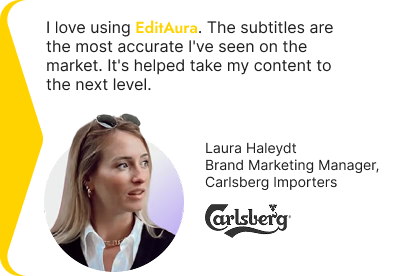 I love using EditAura. The subtitles are
the most accurate I've seen on the
market. It's helped take my content to
the next level.
Laura Haleydt
Brand Marketing Manager,
Carlsberg Importers
Carlsberg